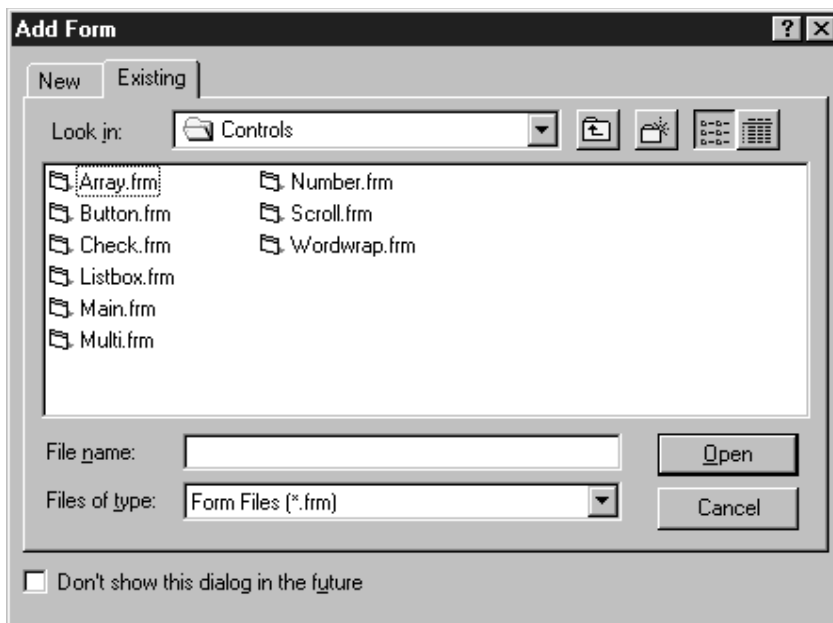 Add Form
New Existing
Look in: Controls
Array.frm Number.frm
Button.frm Scroll.frm
Check.frm Wordwrap.frm
Listbox.frm
Main.frm
Multi.frm
File name: Open
Files of type: Form Files (*.frm) Cancel
Don't show this dialog in the future